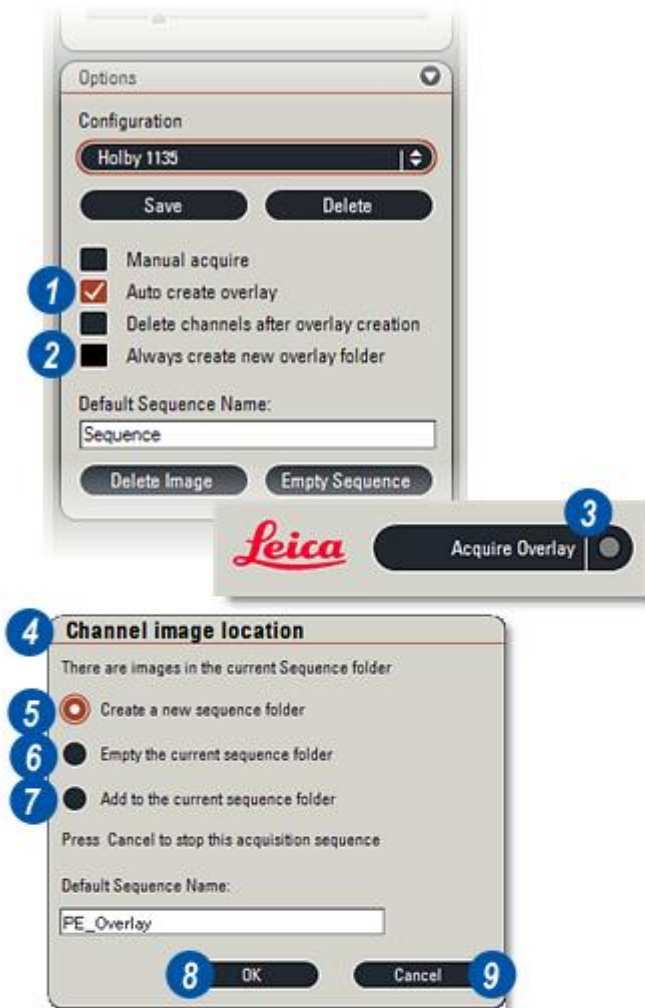 Options
Configuration
Holby 1135
Save Delete
Manual acquire
1 Auto create overlay
Delete channels after overlay creation
2 Always create new overlay folder
Default Sequence Name:
Sequence
Delete Image Empty Sequence
3
Leica Acquire Overlay
4 Channel image location
There are images in the current Sequence folder
5 Create a new sequence folder
6 Empty the current sequence folder
7 Add to the current sequence folder
Press Cancel to stop this acquisition sequence
Default Sequence Name:
PE_Overlay
8 OK Cancel 9